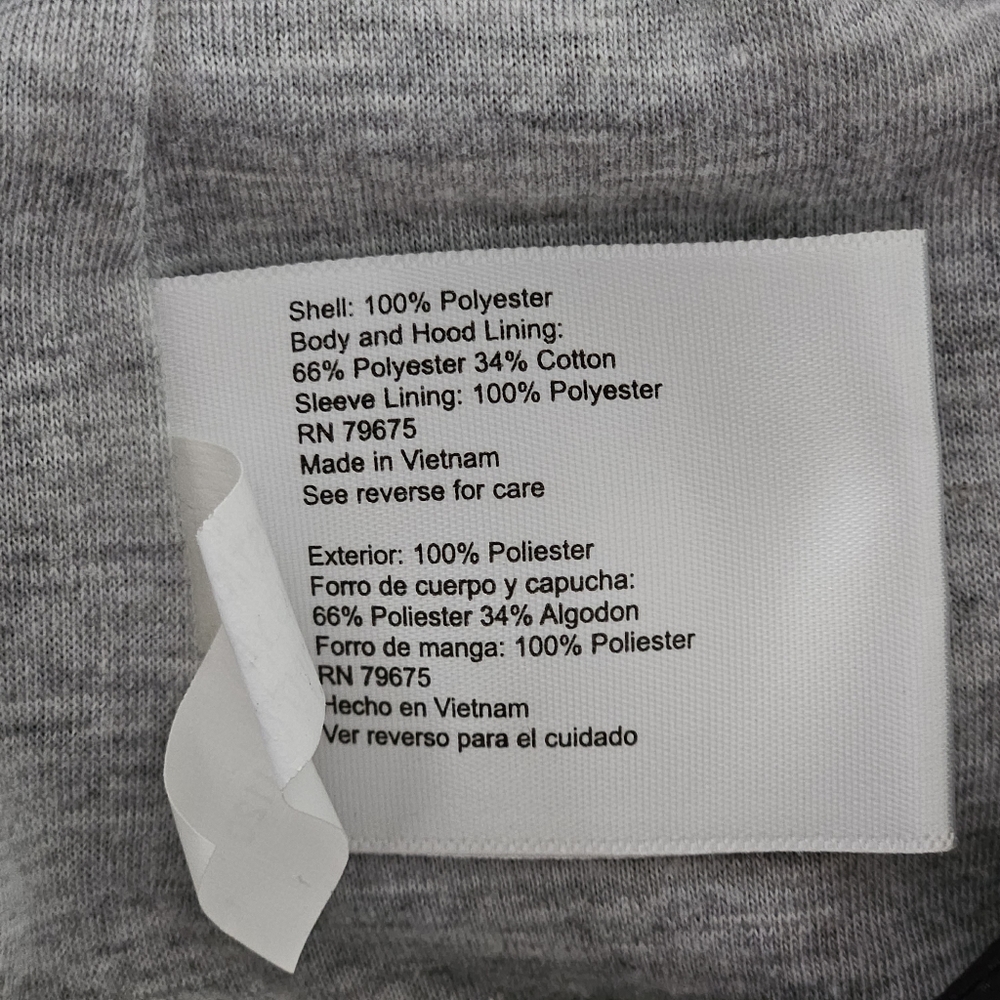 Shell: 100% Polyester
Body and Hood Lining:
66% Polyester 34% Cotton
Sleeve Lining: 100% Polyester
RN 79675
Made in Vietnam
See reverse for care
Exterior: 100% Poliester
Forro de cuerpo y capucha:
66% Poliester 34% Algodon
Forro de manga: 100% Poliester
RN 79675
Hecho en Vietnam
Ver reverso para el cuidado